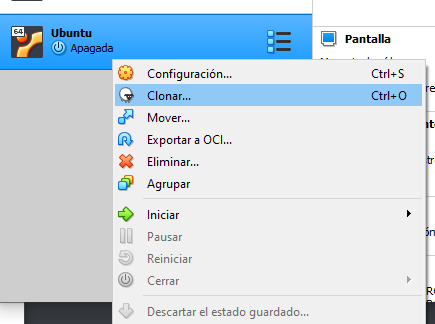 64
Ubuntu
Apagada
Pantalla
Configuración... Ctrl+S
Clonar... Ctrl+O
Mover...
Exportar a OCI...
Eliminar...
Agrupar
Iniciar
Pausar
Reiniciar
Cerrar
Descartar el estado guardado...